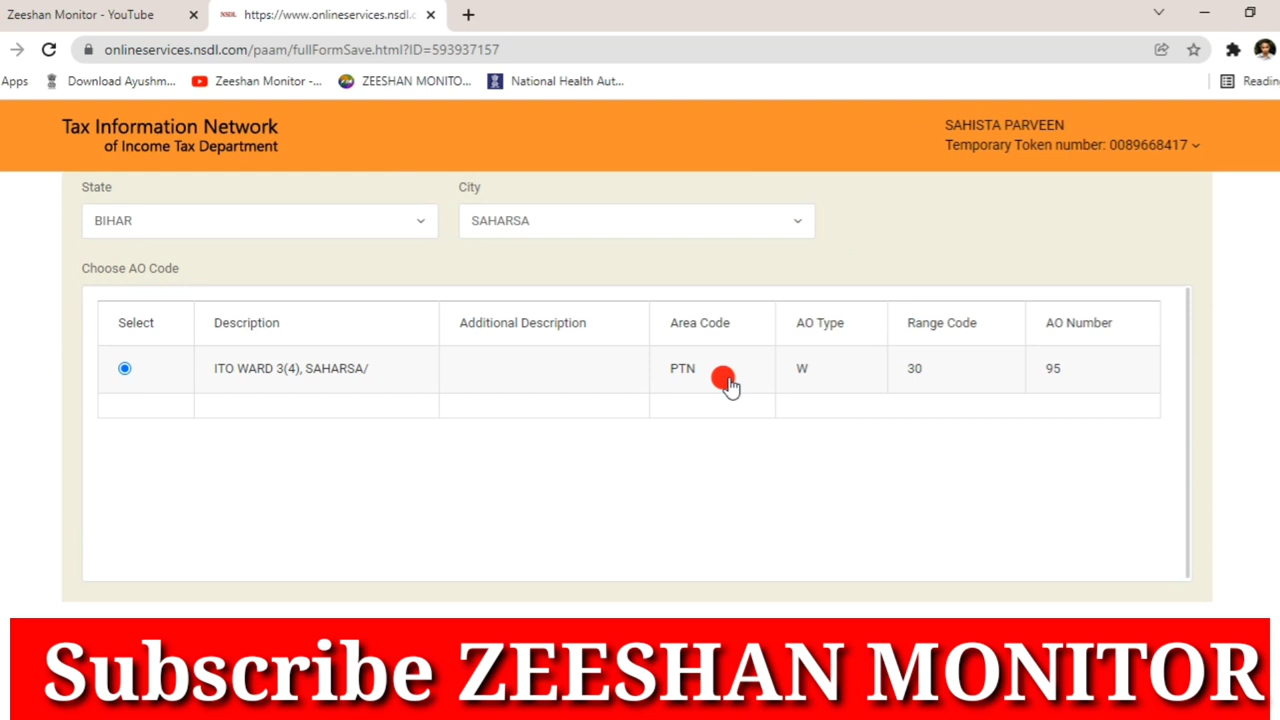 Zeeshan Monitor - YouTube
NSDL https://www.onlineservices.nsdl.c
onlineservices.nsdl.com/paam/fullFormSave.html?ID=593937157
Apps Download Ayushm... Zeeshan Monitor -... ZEESHAN MONITO... National Health Aut... Readin
Tax Information Network
of Income Tax Department
SAHISTA PARVEEN
Temporary Token number: 0089668417
State City
BIHAR SAHARSA
Choose AO Code
Select Description Additional Description Area Code AO Type Range Code AO Number
ITO WARD 3(4), SAHARSA/ PTN W 30 95
Subscribe ZEESHAN MONITOR